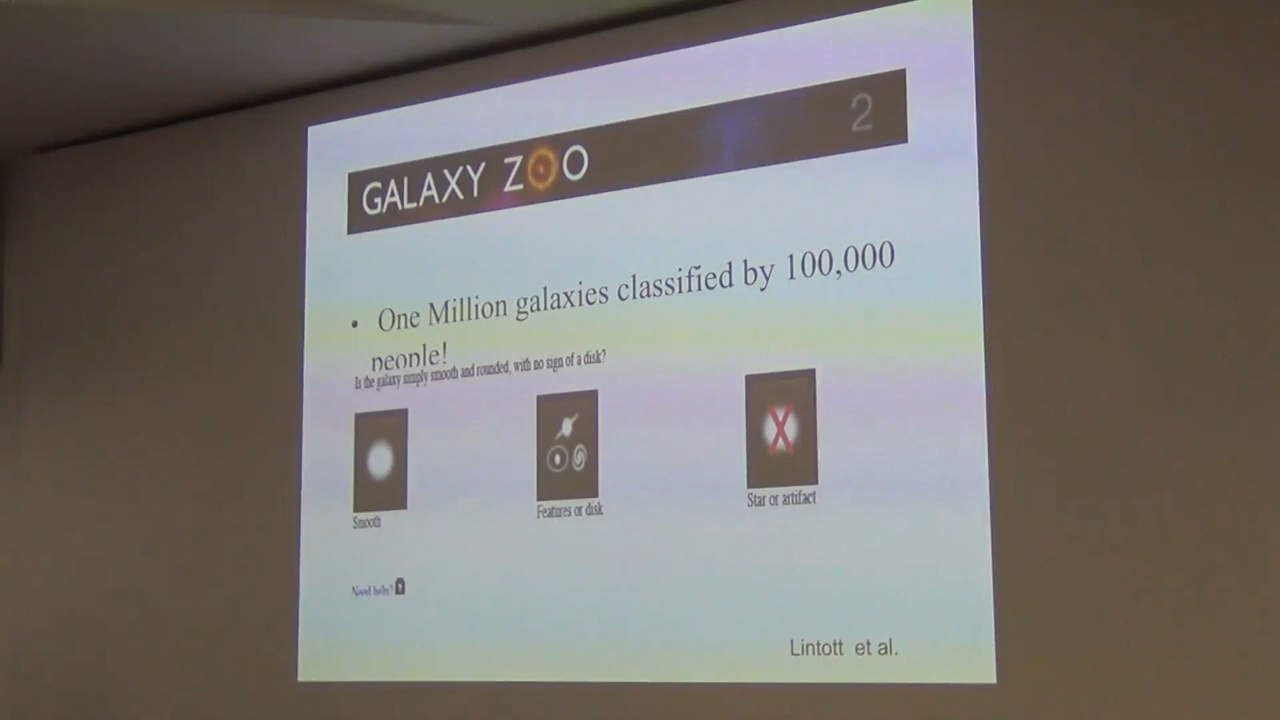 GALAXY ZOO 2
• One Million galaxies classified by 100,000
people!
Is the galaxy simply smooth and rounded, with no sign of a disk?
Smooth Features or disk Star or artifact
Need help? ?
Lintott et al.